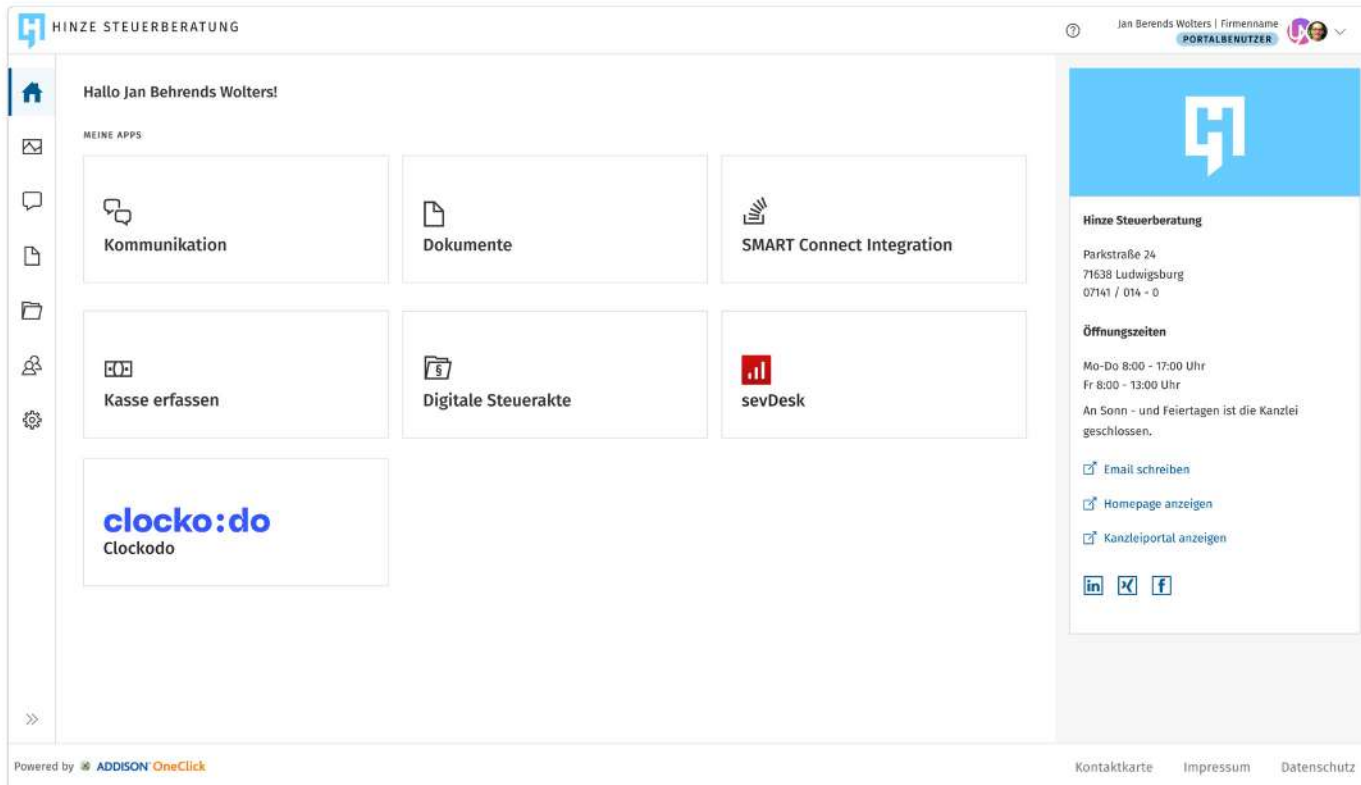 HINZE STEUERBERATUNG
Jan Berends Wolters | Firmenname
PORTALBENUTZER
UX
Hallo Jan Behrends Wolters!
MEINE APPS
Kommunikation
Dokumente
SMART Connect Integration
Kasse erfassen
Digitale Steuerakte
sevDesk
clocko:do
Clockodo
Hinze Steuerberatung
Parkstraße 24
71638 Ludwigsburg
07141 / 014 - 0
Öffnungszeiten
Mo-Do 8:00 - 17:00 Uhr
Fr 8:00 - 13:00 Uhr
An Sonn - und Feiertagen ist die Kanzlei
geschlossen.
Email schreiben
Homepage anzeigen
Kanzleiportal anzeigen
Powered by ADDISON OneClick
Kontaktkarte
Impressum
Datenschutz